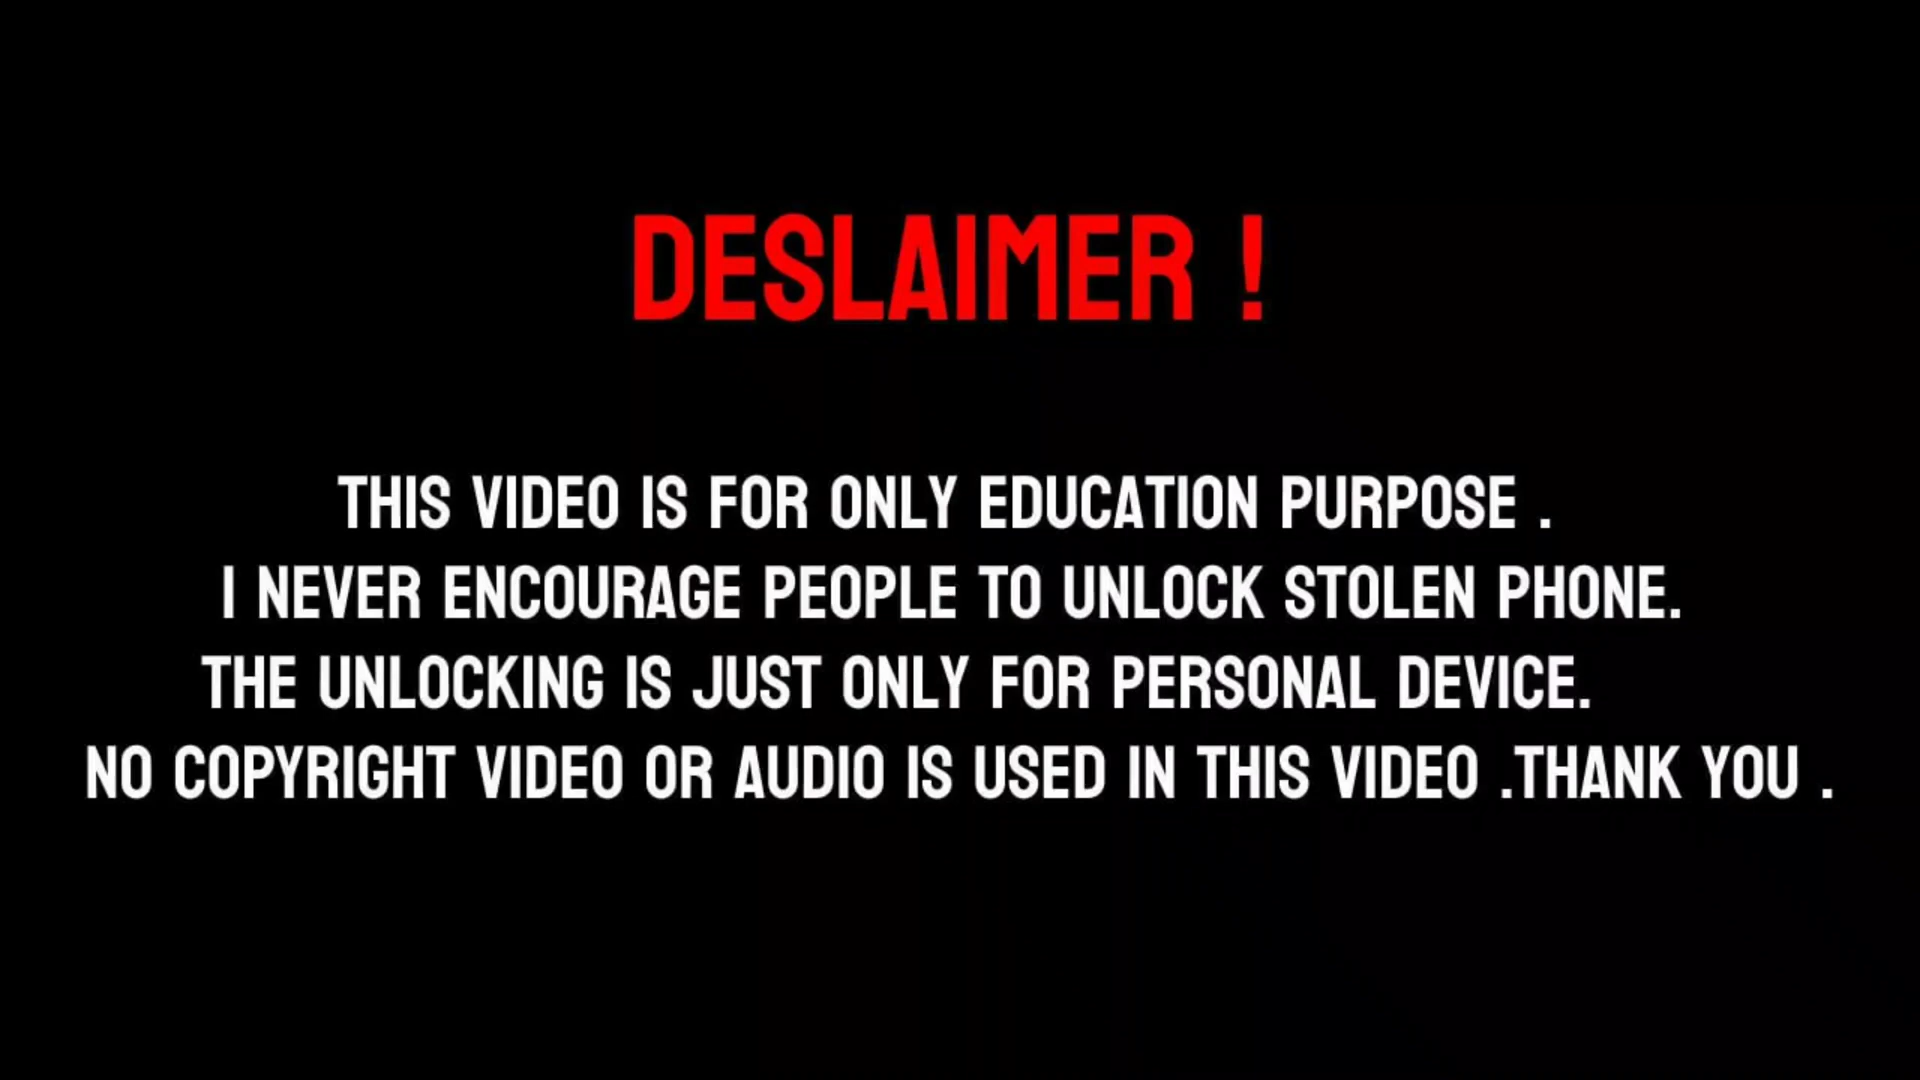 DESLAIMER !
THIS VIDEO IS FOR ONLY EDUCATION PURPOSE .
I NEVER ENCOURAGE PEOPLE TO UNLOCK STOLEN PHONE.
THE UNLOCKING IS JUST ONLY FOR PERSONAL DEVICE.
NO COPYRIGHT VIDEO OR AUDIO IS USED IN THIS VIDEO .THANK YOU .